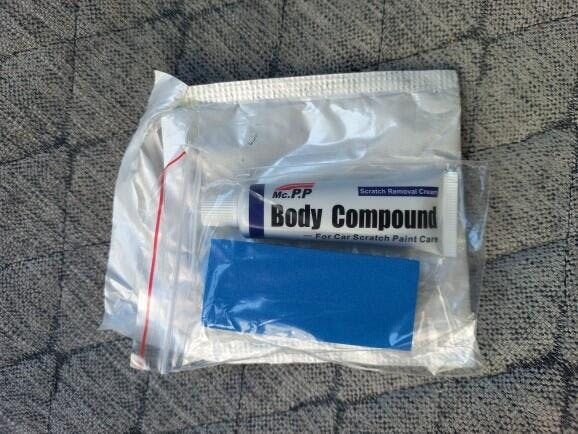 Mc.P.P
Scratch Removal Cream
Body Compound
— For Car Scratch Paint Care